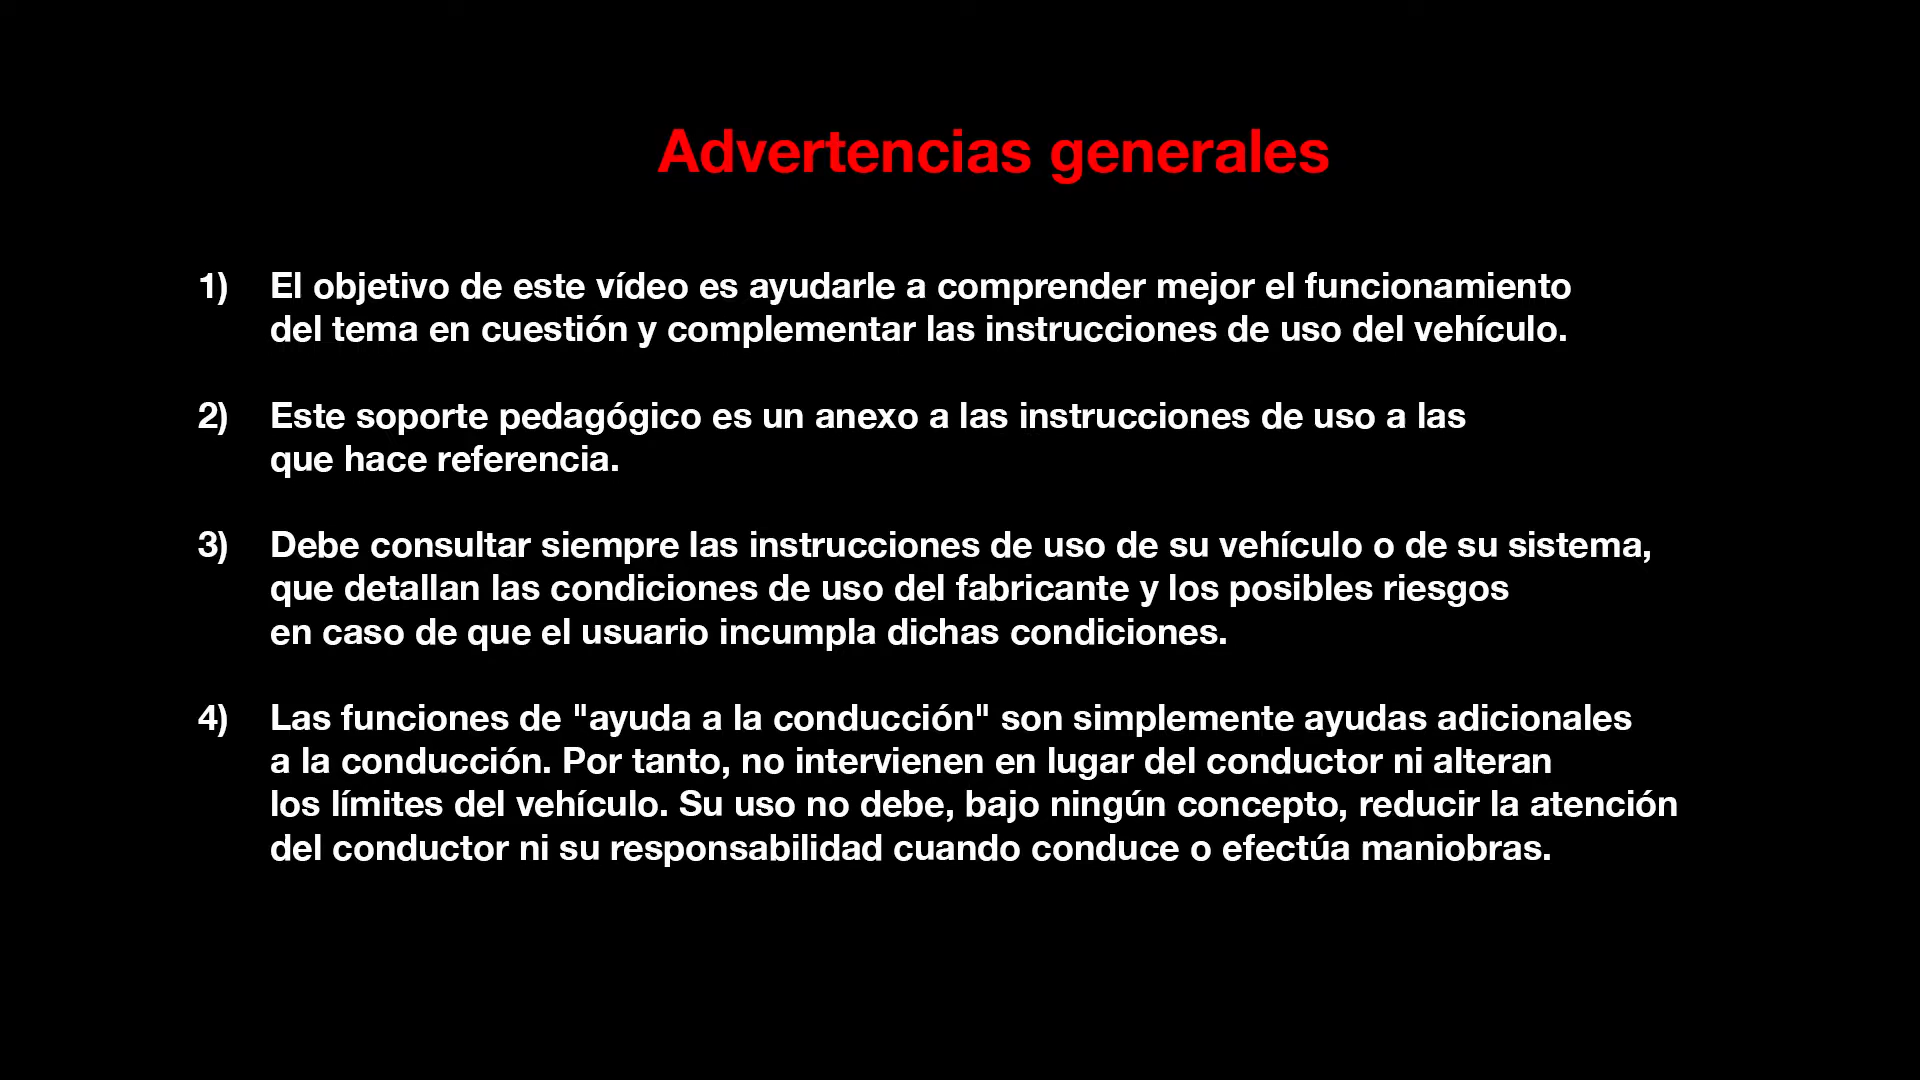 Advertencias generales
1) El objetivo de este vídeo es ayudarle a comprender mejor el funcionamiento
del tema en cuestión y complementar las instrucciones de uso del vehículo.
2) Este soporte pedagógico es un anexo a las instrucciones de uso a las
que hace referencia.
3) Debe consultar siempre las instrucciones de uso de su vehículo o de su sistema,
que detallan las condiciones de uso del fabricante y los posibles riesgos
en caso de que el usuario incumpla dichas condiciones.
4) Las funciones de "ayuda a la conducción" son simplemente ayudas adicionales
a la conducción. Por tanto, no intervienen en lugar del conductor ni alteran
los límites del vehículo. Su uso no debe, bajo ningún concepto, reducir la atención
del conductor ni su responsabilidad cuando conduce o efectúa maniobras.